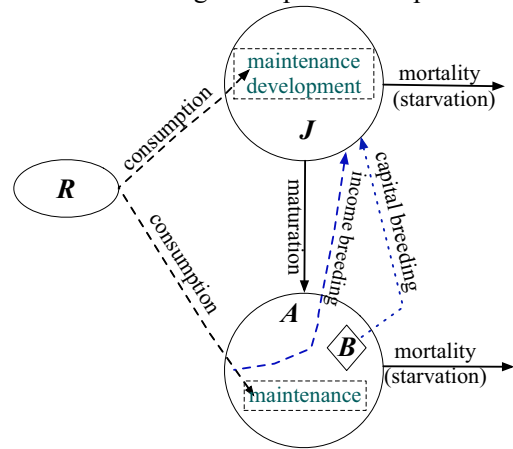 maintenance
development
J
mortality
(starvation)
consumption
R
consumption
maturation
income breeding
capital breeding
A
B
mortality
(starvation)
maintenance